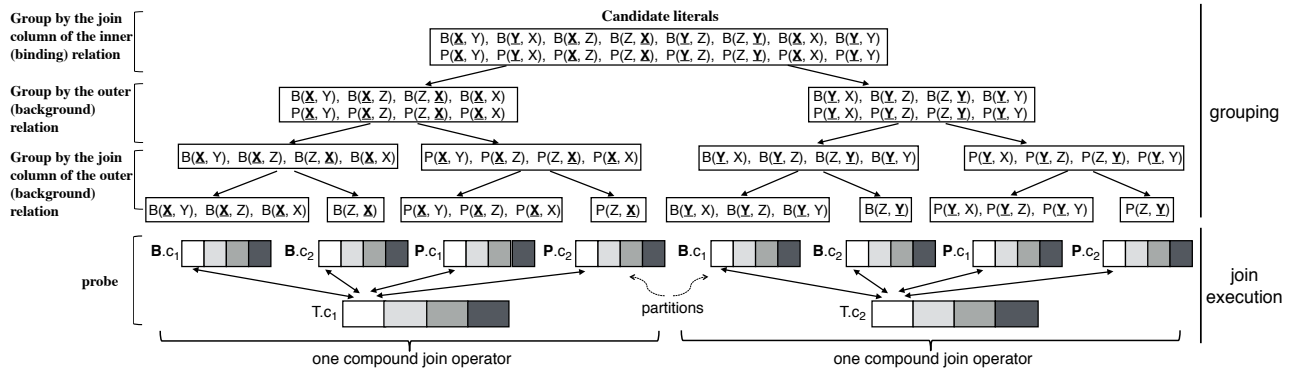 Group by the join
column of the inner
(binding) relation
Candidate literals
B(X, Y), B(Y, X), B(X, Z), B(Z, X), B(Y, Z), B(Z, Y), B(X, X), B(Y, Y)
P(X, Y), P(Y, X), P(X, Z), P(Z, X), P(Y, Z), P(Z, Y), P(X, X), P(Y, Y)
Group by the outer
(background)
relation
B(X, Y), B(X, Z), B(Z, X), B(X, X)
P(X, Y), P(X, Z), P(Z, X), P(X, X)
B(Y, X), B(Y, Z), B(Z, Y), B(Y, Y)
P(Y, X), P(Y, Z), P(Z, Y), P(Y, Y)
grouping
Group by the join
column of the outer
(background)
relation
B(X, Y), B(X, Z), B(Z, X), B(X, X)
P(X, Y), P(X, Z), P(Z, X), P(X, X)
B(Y, X), B(Y, Z), B(Z, Y), B(Y, Y)
P(Y, X), P(Y, Z), P(Z, Y), P(Y, Y)
B(X, Y), B(X, Z), B(X, X)
B(Z, X)
P(X, Y), P(X, Z), P(X, X)
P(Z, X)
B(Y, X), B(Y, Z), B(Y, Y)
B(Z, Y)
P(Y, X), P(Y, Z), P(Y, Y)
P(Z, Y)
probe
B.c1
B.c2
P.c1
P.c2
B.c1
B.c2
P.c1
P.c2
join
execution
T.c1
partitions
T.c2
one compound join operator
one compound join operator